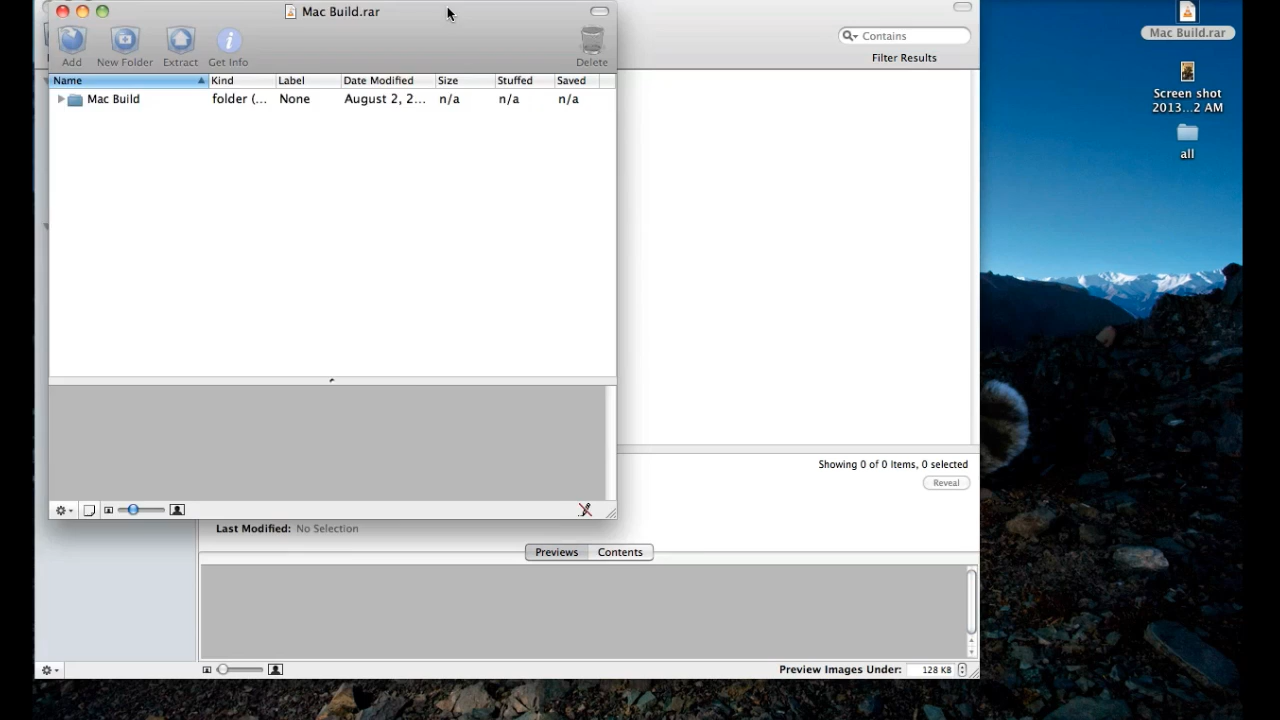 Mac Build.rar
Add
New Folder
Extract
Get Info
Delete
Name
Kind
Label
Date Modified
Size
Stuffed
Saved
Mac Build
folder (...
None
August 2, 2...
n/a
n/a
n/a
Contains
Filter Results
Showing 0 of 0 Items, 0 selected
Reveal
Last Modified: No Selection
Previews
Contents
Preview Images Under: 128 KB
Mac Build.rar
Screen shot
2013...2 AM
all